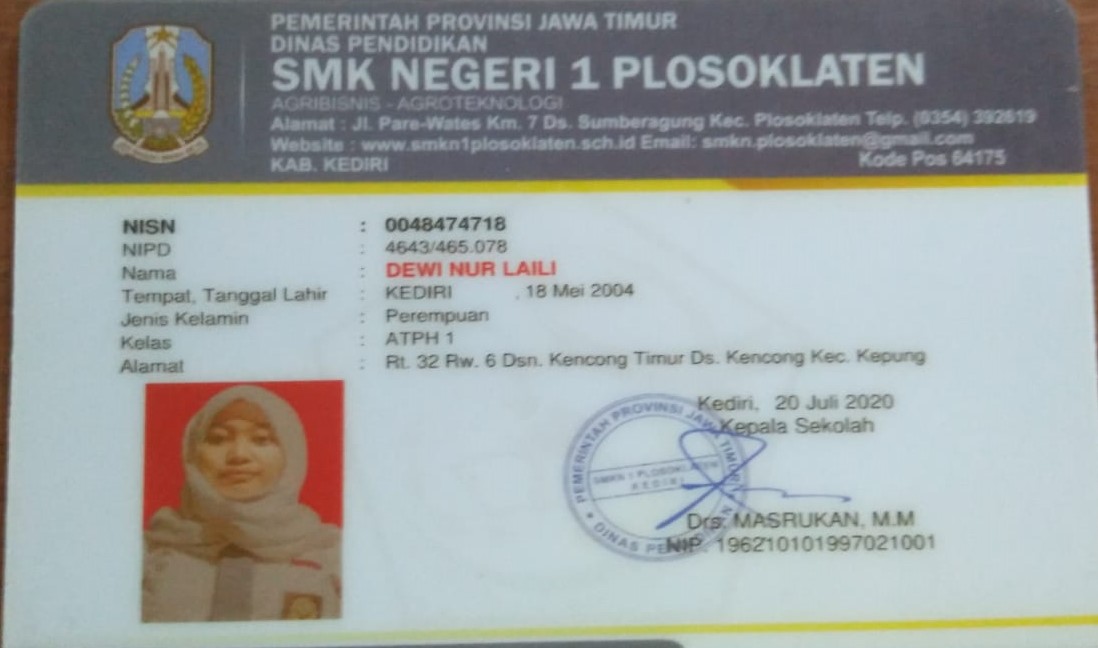 PEMERINTAH PROVINSI JAWA TIMUR
DINAS PENDIDIKAN
SMK NEGERI 1 PLOSOKLATEN
AGRIBISNIS - AGROTEKNOLOGI
Alamat : Jl. Pare-Wates Km. 7 Ds. Sumberagung Kec. Plosoklaten Telp. (0354) 392619
Website : www.smkn1plosoklaten.sch.id Email: smkn.plosoklaten@gmail.com
KAB. KEDIRI Kode Pos 64175
NISN : 0048474718
NIPD : 4643/465.078
Nama : DEWI NUR LAILI
Tempat, Tanggal Lahir : KEDIRI , 18 Mei 2004
Jenis Kelamin : Perempuan
Kelas : ATPH 1
Alamat : Rt. 32 Rw. 6 Dsn. Kencong Timur Ds. Kencong Kec. Kepung
Kediri, 20 Juli 2020
Kepala Sekolah
PEMERINTAH PROVINSI JAWA TIMUR
SMKN 1 PLOSOKLATEN
KEDIRI
DINAS
Drs. MASRUKAN, M.M
NIP. 196210101997021001